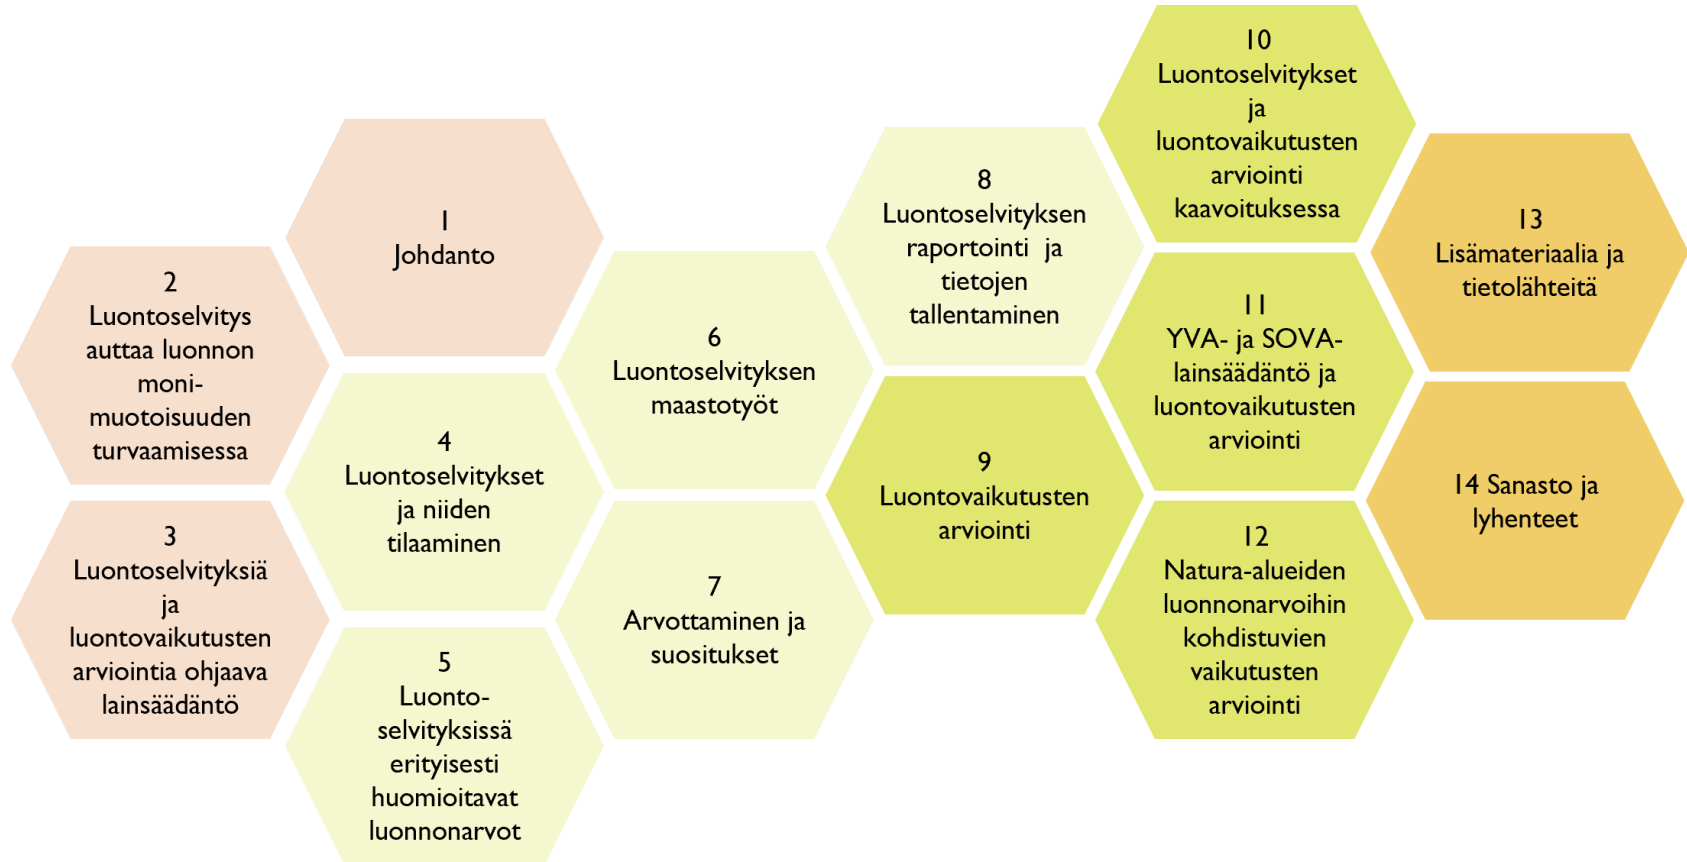 1
Johdanto
2
Luontoselvitys
auttaa luonnon
moni-
muotoisuuden
turvaamisessa
3
Luontoselvityksiä
ja
luontovaikutusten
arviointia ohjaava
lainsäädäntö
4
Luontoselvitykset
ja niiden
tilaaminen
5
Luonto-
selvityksissä
erityisesti
huomioitavat
luonnonarvot
6
Luontoselvityksen
maastotyöt
7
Arvottaminen ja
suositukset
8
Luontoselvityksen
raportointi ja
tietojen
tallentaminen
9
Luontovaikutusten
arviointi
10
Luontoselvitykset
ja
luontovaikutusten
arviointi
kaavoituksessa
11
YVA- ja SOVA-
lainsäädäntö ja
luontovaikutusten
arviointi
12
Natura-alueiden
luonnonarvoihin
kohdistuvien
vaikutusten
arviointi
13
Lisämateriaalia ja
tietolähteitä
14 Sanasto ja
lyhenteet